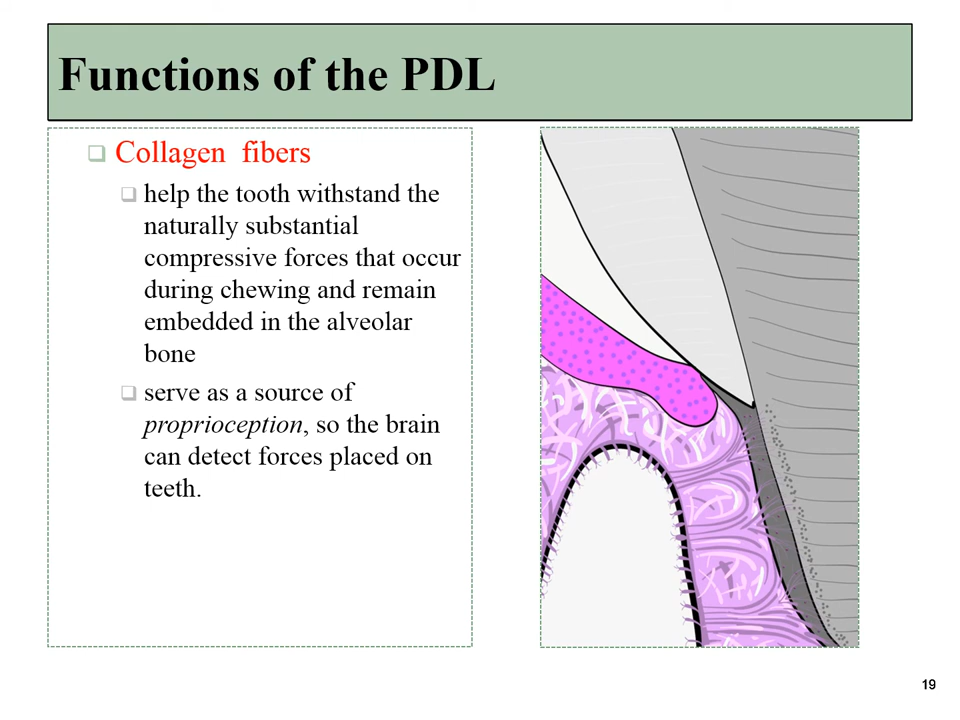 Functions of the PDL
Collagen fibers
help the tooth withstand the
naturally substantial
compressive forces that occur
during chewing and remain
embedded in the alveolar
bone
serve as a source of
proprioception, so the brain
can detect forces placed on
teeth.
19